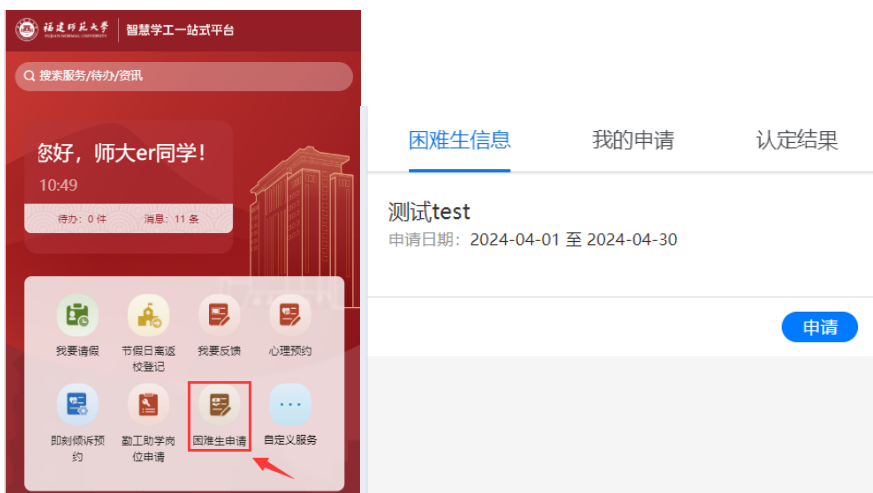 福建师范大学
FUJIAN NORMAL UNIVERSITY
智慧学工一站式平台
搜索服务/待办/资讯
您好，师大er同学！
10:49
待办：0 件 消息：11 条
我要请假
节假日离返
校登记
我要反馈
心理预约
即刻倾诉预
约
勤工助学岗
位申请
困难生申请
自定义服务
困难生信息 我的申请 认定结果
测试test
申请日期：2024-04-01 至 2024-04-30
申请